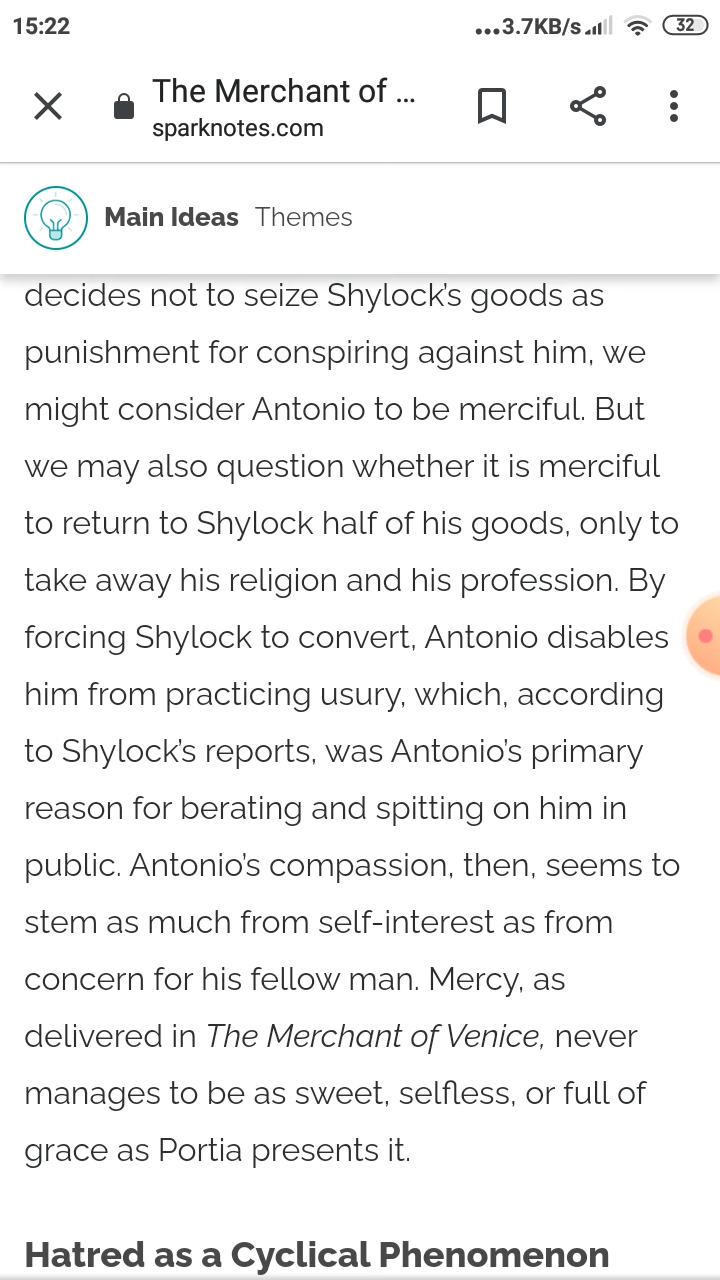 15:22
...3.7KB/s 32
The Merchant of ...
sparknotes.com
Main Ideas Themes
decides not to seize Shylock's goods as
punishment for conspiring against him, we
might consider Antonio to be merciful. But
we may also question whether it is merciful
to return to Shylock half of his goods, only to
take away his religion and his profession. By
forcing Shylock to convert, Antonio disables
him from practicing usury, which, according
to Shylock's reports, was Antonio's primary
reason for berating and spitting on him in
public. Antonio's compassion, then, seems to
stem as much from self-interest as from
concern for his fellow man. Mercy, as
delivered in The Merchant of Venice, never
manages to be as sweet, selfless, or full of
grace as Portia presents it.
Hatred as a Cyclical Phenomenon